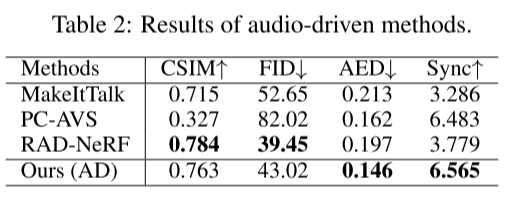 Table 2: Results of audio-driven methods.
Methods CSIM↑ FID↓ AED↓ Sync↑
MakeItTalk 0.715 52.65 0.213 3.286
PC-AVS 0.327 82.02 0.162 6.483
RAD-NeRF 0.784 39.45 0.197 3.779
Ours (AD) 0.763 43.02 0.146 6.565